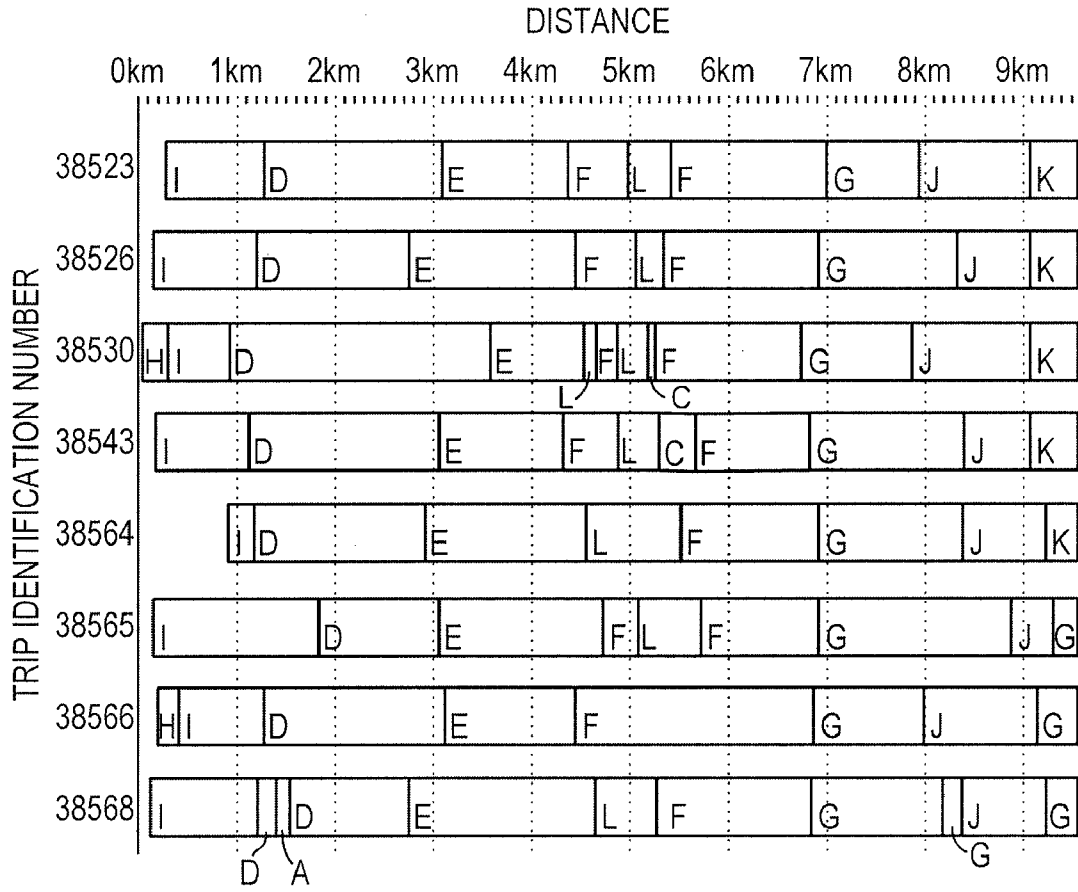 DISTANCE
0km 1km 2km 3km 4km 5km 6km 7km 8km 9km
TRIP IDENTIFICATION NUMBER
38523 I D E F L F G J K
38526 I D E F L F G J K
38530 H I D E F L F G J K
L C
38543 I D E F L C F G J K
38564 I D E L F G J K
38565 I D E F L F G J G
38566 H I D E F G J G
38568 I D E L F G J G
D A G